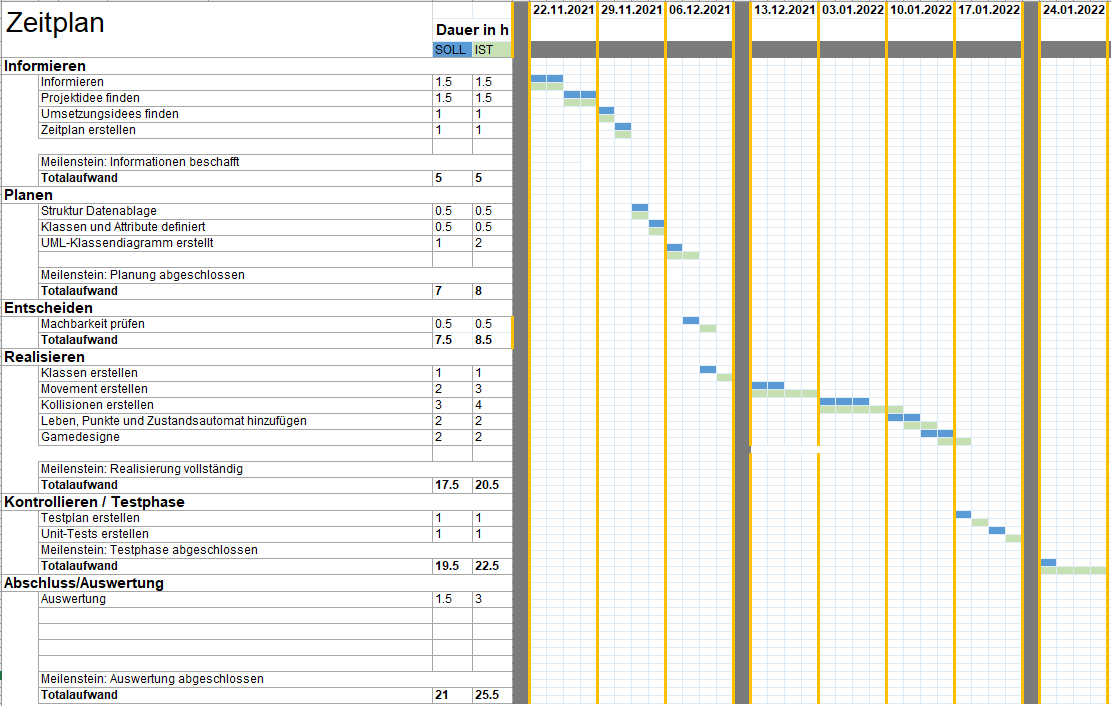 Zeitplan
22.11.2021 29.11.2021 06.12.2021 13.12.2021 03.01.2022 10.01.2022 17.01.2022 24.01.2022
Dauer in h
SOLL IST
Informieren
Informieren 1.5 1.5
Projektidee finden 1.5 1.5
Umsetzungsidees finden 1 1
Zeitplan erstellen 1 1
Meilenstein: Informationen beschafft
Totalaufwand 5 5
Planen
Struktur Datenablage 0.5 0.5
Klassen und Attribute definiert 0.5 0.5
UML-Klassendiagramm erstellt 1 2
Meilenstein: Planung abgeschlossen
Totalaufwand 7 8
Entscheiden
Machbarkeit prüfen 0.5 0.5
Totalaufwand 7.5 8.5
Realisieren
Klassen erstellen 1 1
Movement erstellen 2 3
Kollisionen erstellen 3 4
Leben, Punkte und Zustandsautomat hinzufügen 2 2
Gamedesigne 2 2
Meilenstein: Realisierung vollständig
Totalaufwand 17.5 20.5
Kontrollieren / Testphase
Testplan erstellen 1 1
Unit-Tests erstellen 1 1
Meilenstein: Testphase abgeschlossen
Totalaufwand 19.5 22.5
Abschluss/Auswertung
Auswertung 1.5 3
Meilenstein: Auswertung abgeschlossen
Totalaufwand 21 25.5